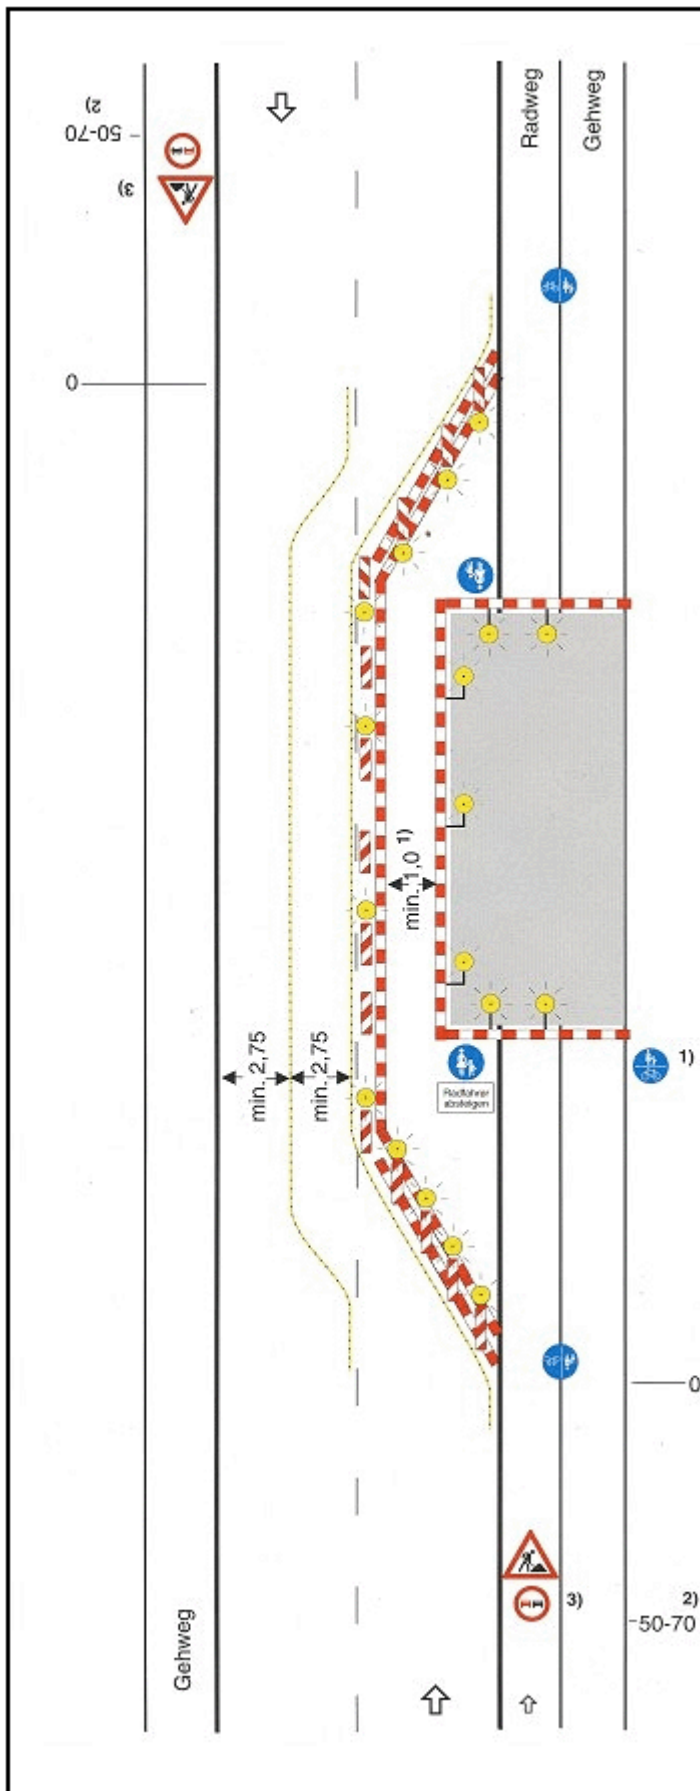 Radweg
Gehweg
2)
50-70
3)
0
min. 1,0 1)
min. 2,75
min. 2,75
Radfahrer
absteigen
1)
0
3)
2)
50-70
Gehweg